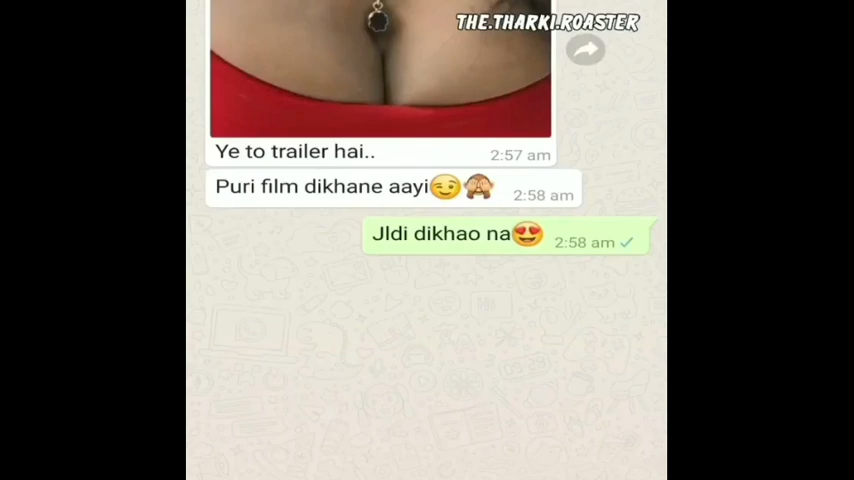 THE.THARKI.ROASTER
Ye to trailer hai..
2:57 am
Puri film dikhane aayi😉🙈
2:58 am
Jldi dikhao na😍
2:58 am